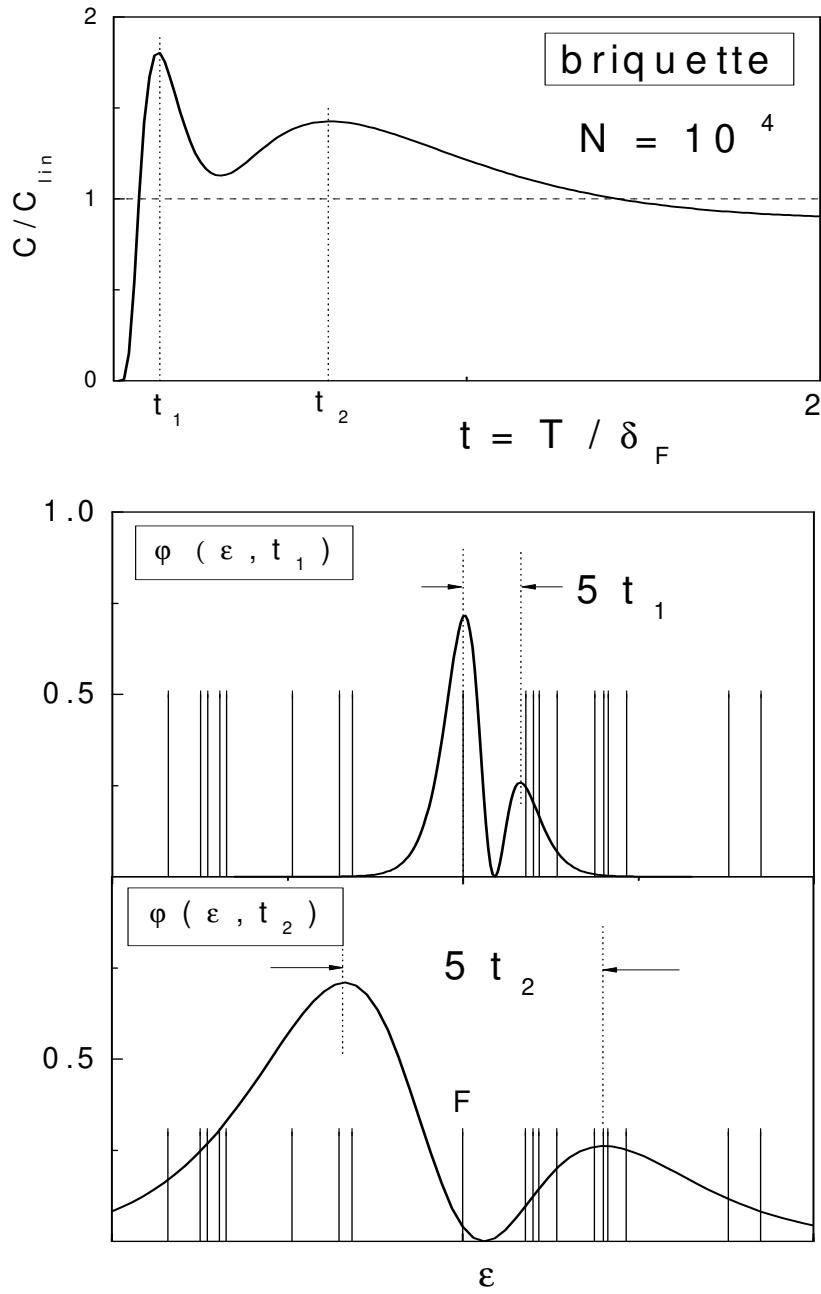 2
briquette
N = 10 4
C/C lin
1
0
t 1
t 2
2
t = T / δ F
1.0
φ ( ε , t 1 )
5 t 1
0.5
φ ( ε , t 2 )
5 t 2
0.5
F
ε